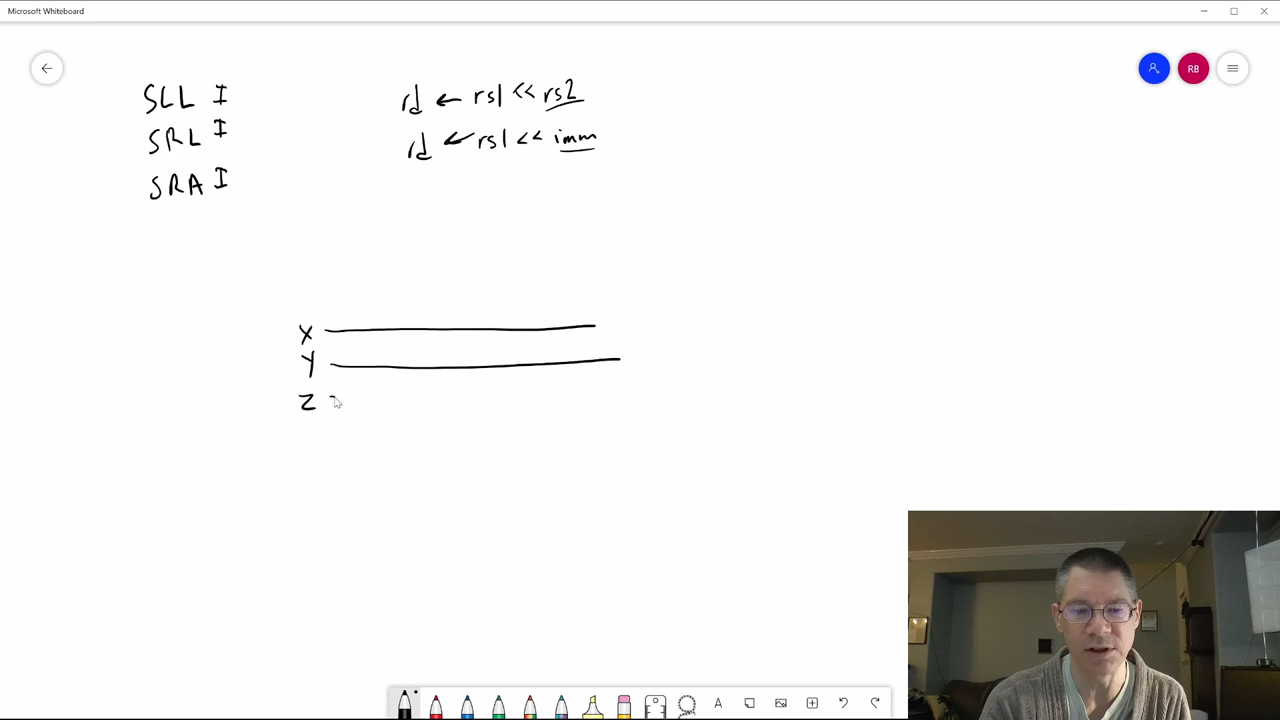 Microsoft Whiteboard
RB
SLL I
rd ← rs1 << rs2
SRL I
rd ← rs1 << imm
SRA I
X
Y
Z
A